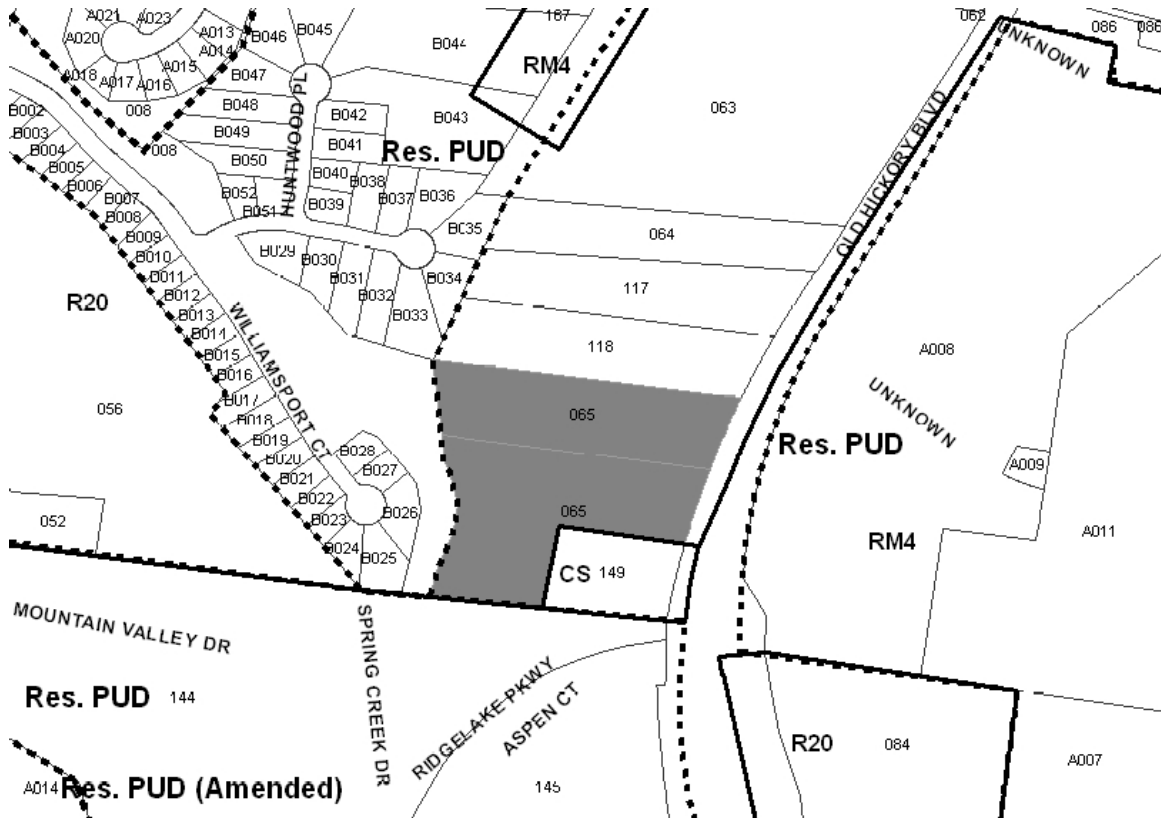 A021
A023
187
062
086
086
A020
A013
B046
B045
B044
UNKNOWN
A014
RM4
A018
A017
A016
A015
B047
HUNTWOOD PL
OLD HICKORY BLVD
B002
008
B048
B042
B043
063
B003
B049
B041
Res. PUD
B004
008
B050
B005
B040
B038
B006
B052
B037
B036
B007
B051
B039
B008
B035
064
B009
B029
B030
B010
B031
B034
117
B011
R20
B012
B032
B013
B033
WILLIAMSPORT CT
B014
118
A008
B015
B016
UNKNOWN
056
B017
065
B018
B019
Res. PUD
B028
B020
B027
A009
B021
B022
B026
052
B023
065
A011
B024
B025
RM4
CS
149
MOUNTAIN VALLEY DR
SPRING CREEK DR
Res. PUD
144
RIDGELAKE PKWY
ASPEN CT
R20
084
A007
A014
Res. PUD (Amended)
145